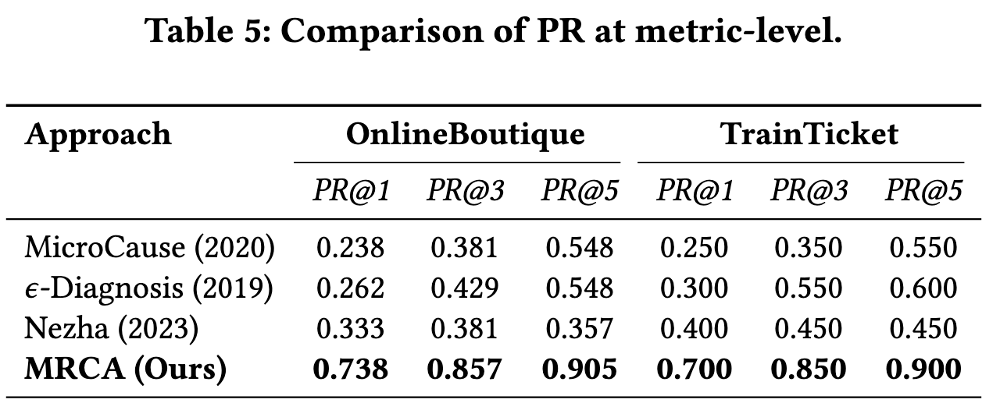 Table 5: Comparison of PR at metric-level.
Approach OnlineBoutique TrainTicket
PR@1 PR@3 PR@5 PR@1 PR@3 PR@5
MicroCause (2020) 0.238 0.381 0.548 0.250 0.350 0.550
ϵ-Diagnosis (2019) 0.262 0.429 0.548 0.300 0.550 0.600
Nezha (2023) 0.333 0.381 0.357 0.400 0.450 0.450
MRCA (Ours) 0.738 0.857 0.905 0.700 0.850 0.900